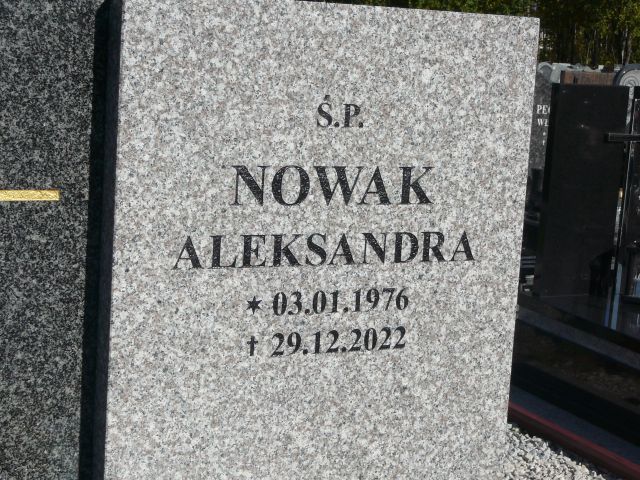 Ś.P.
NOWAK
ALEKSANDRA
✶ 03.01.1976
† 29.12.2022